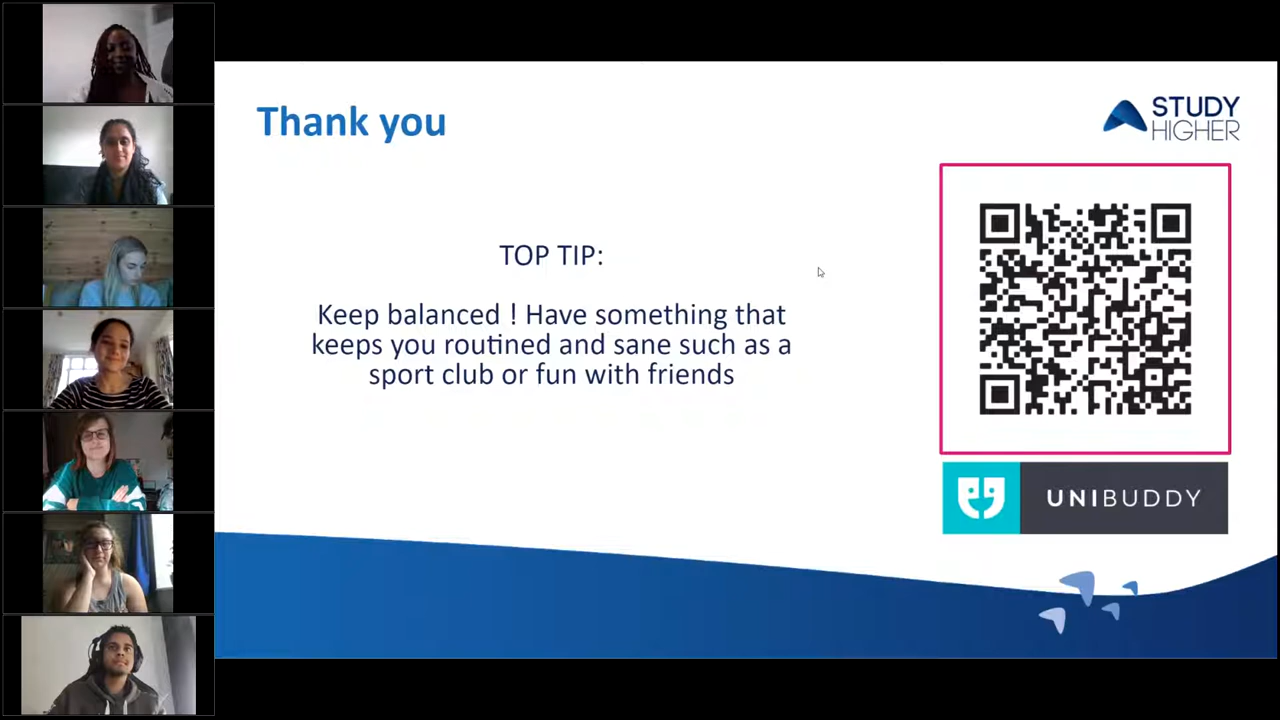 Thank you
STUDY
HIGHER
TOP TIP:
Keep balanced ! Have something that
keeps you routined and sane such as a
sport club or fun with friends
UNIBUDDY